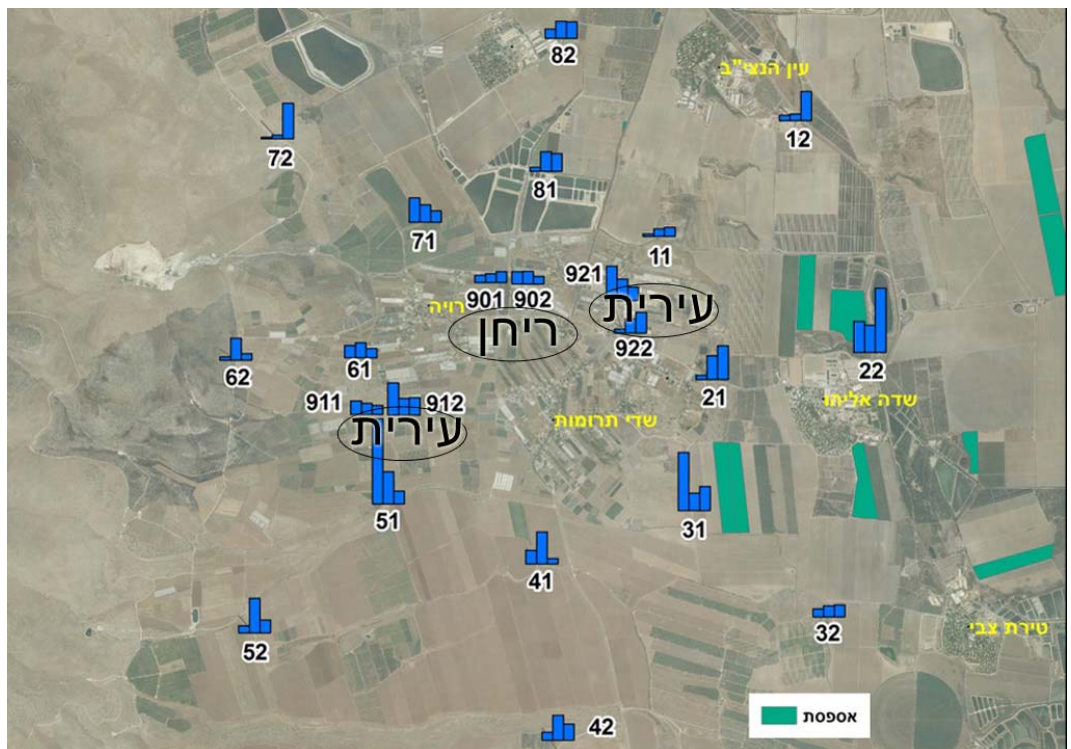 82
עין הנצי"ב
12
72
81
71
11
921
901
902
עירית
רויה
ריחן
922
62
61
21
22
911
912
שדה אליהו
עירית
שדי תרומות
51
31
41
52
32
טירת צבי
42
אספסת